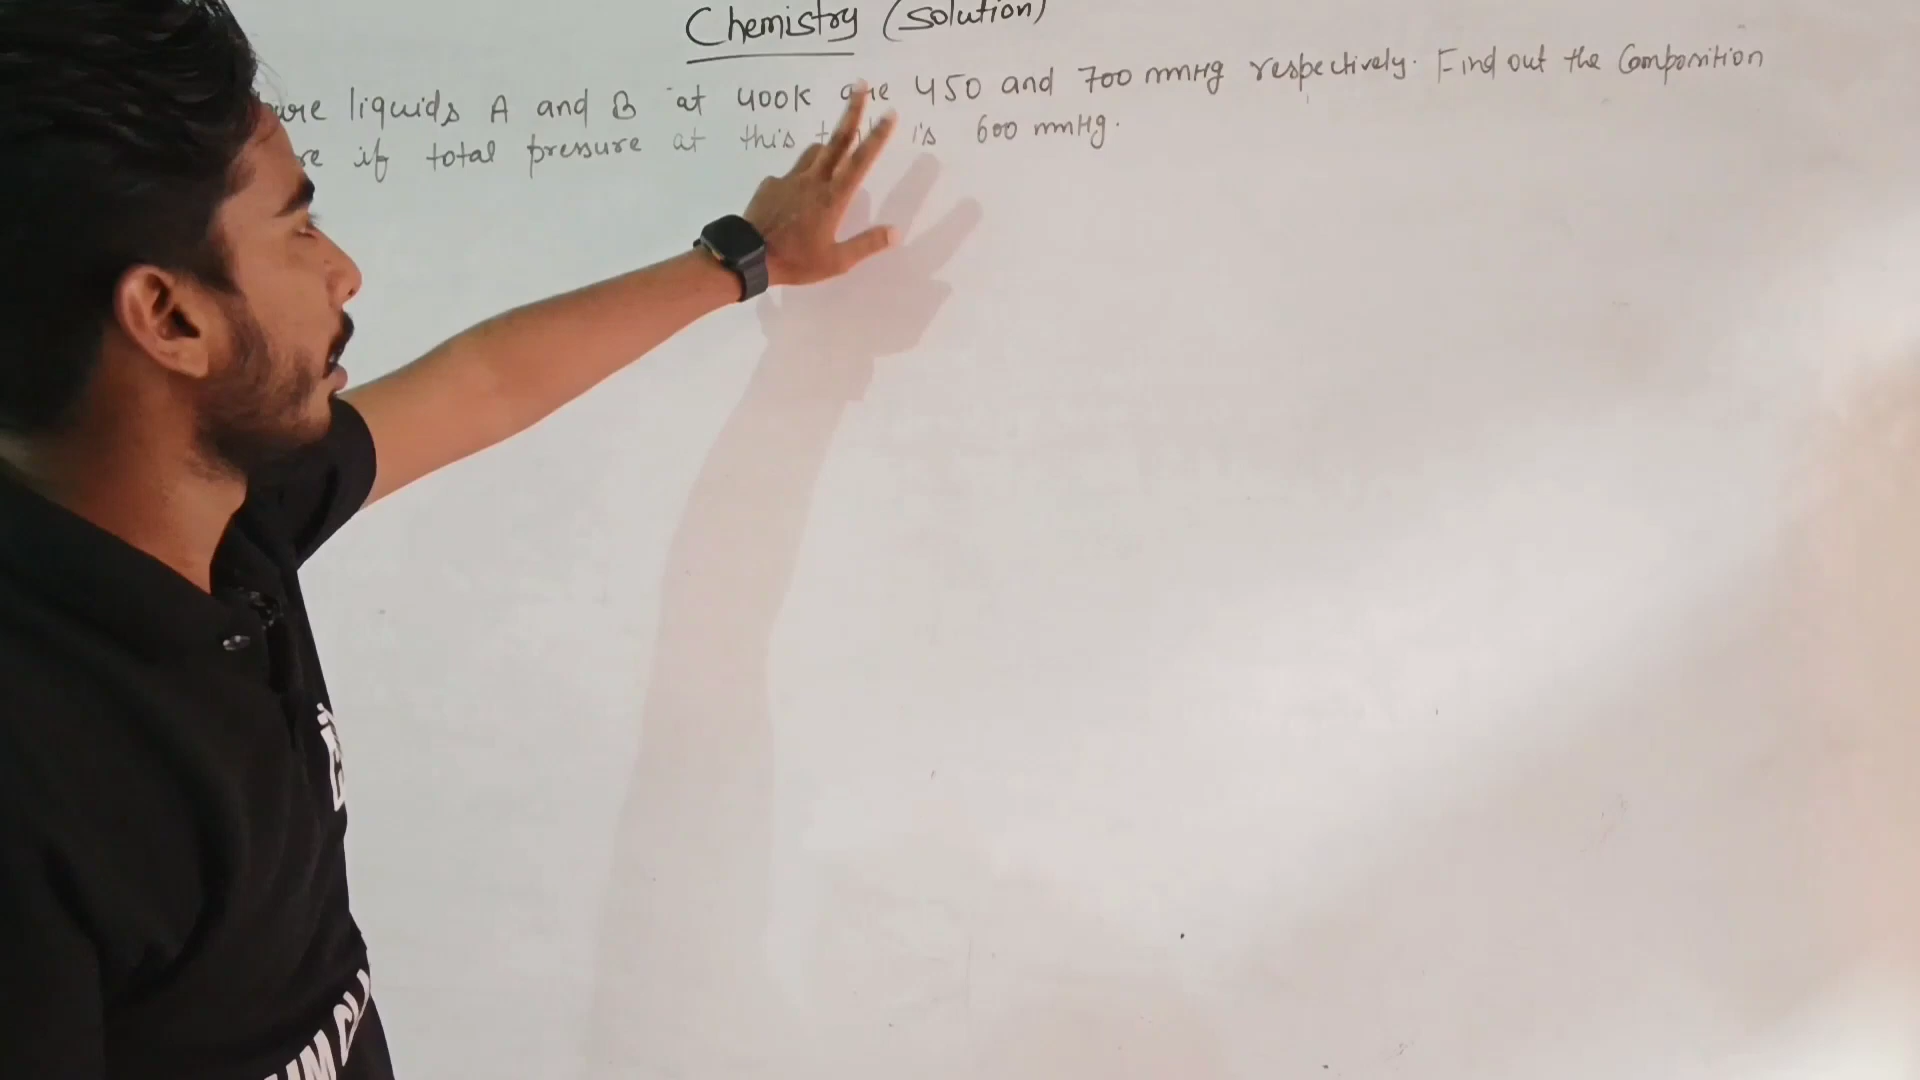 Chemistry (Solution)
liquids A and B at 400K are 450 and 700 mmHg respectively. Find out the Composition
if total pressure at this is 600 mmHg.